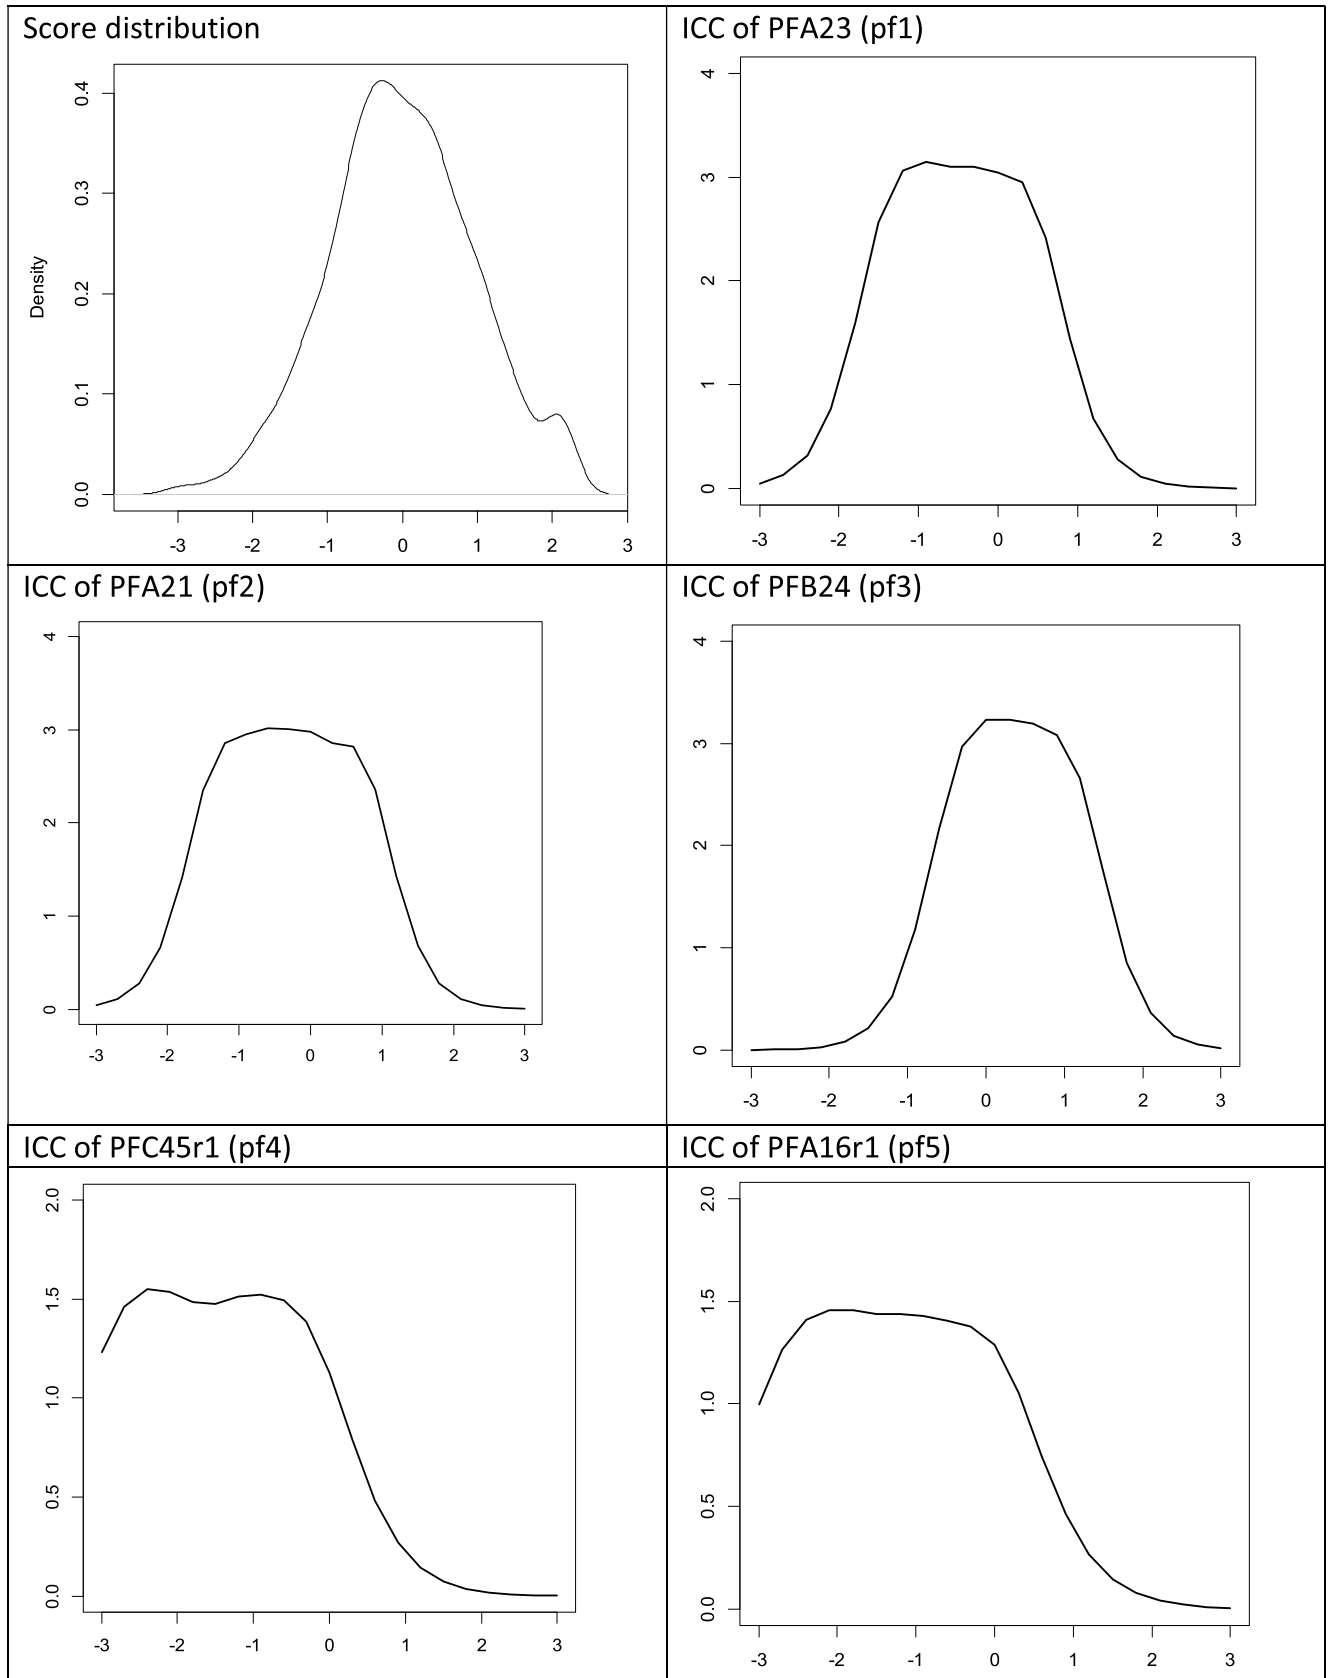 Score distribution
Density
0.0 0.1 0.2 0.3 0.4
-3 -2 -1 0 1 2 3
ICC of PFA23 (pf1)
0 1 2 3 4
-3 -2 -1 0 1 2 3
ICC of PFA21 (pf2)
0 1 2 3 4
-3 -2 -1 0 1 2 3
ICC of PFB24 (pf3)
0 1 2 3 4
-3 -2 -1 0 1 2 3
ICC of PFC45r1 (pf4)
0.0 0.5 1.0 1.5 2.0
-3 -2 -1 0 1 2 3
ICC of PFA16r1 (pf5)
0.0 0.5 1.0 1.5 2.0
-3 -2 -1 0 1 2 3